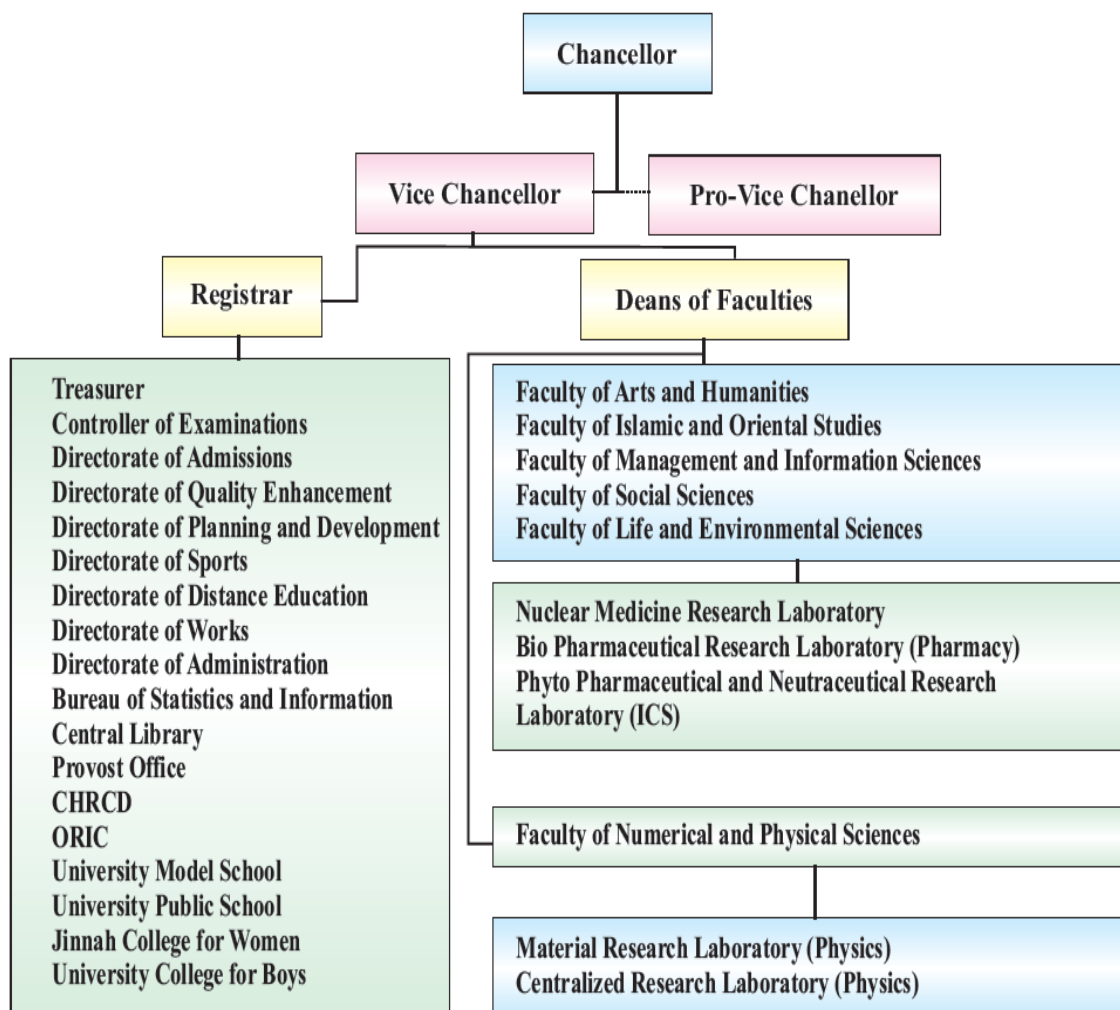 Chancellor
Vice Chancellor
Pro-Vice Chanellor
Registrar
Deans of Faculties
Treasurer
Controller of Examinations
Directorate of Admissions
Directorate of Quality Enhancement
Directorate of Planning and Development
Directorate of Sports
Directorate of Distance Education
Directorate of Works
Directorate of Administration
Bureau of Statistics and Information
Central Library
Provost Office
CHRCD
ORIC
University Model School
University Public School
Jinnah College for Women
University College for Boys
Faculty of Arts and Humanities
Faculty of Islamic and Oriental Studies
Faculty of Management and Information Sciences
Faculty of Social Sciences
Faculty of Life and Environmental Sciences
Nuclear Medicine Research Laboratory
Bio Pharmaceutical Research Laboratory (Pharmacy)
Phyto Pharmaceutical and Neutraceutical Research
Laboratory (ICS)
Faculty of Numerical and Physical Sciences
Material Research Laboratory (Physics)
Centralized Research Laboratory (Physics)